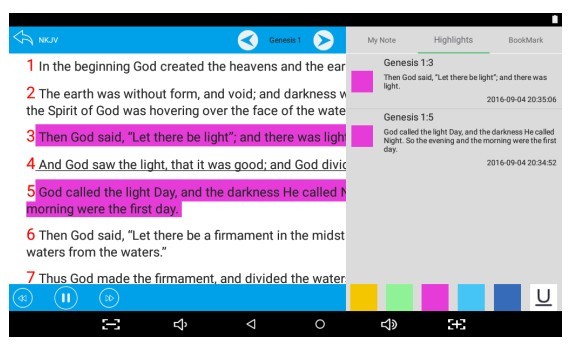 NKJV
Genesis 1
My Note
Highlights
BookMark
1 In the beginning God created the heavens and the ear
2 The earth was without form, and void; and darkness w
the Spirit of God was hovering over the face of the wate
3 Then God said, “Let there be light”; and there was light
4 And God saw the light, that it was good; and God divid
5 God called the light Day, and the darkness He called N
morning were the first day.
6 Then God said, “Let there be a firmament in the midst
waters from the waters.”
7 Thus God made the firmament, and divided the water
Genesis 1:3
Then God said, “Let there be light”; and there was
light.
2016-09-04 20:35:06
Genesis 1:5
God called the light Day, and the darkness He called
Night. So the evening and the morning were the first
day.
2016-09-04 20:34:52
U